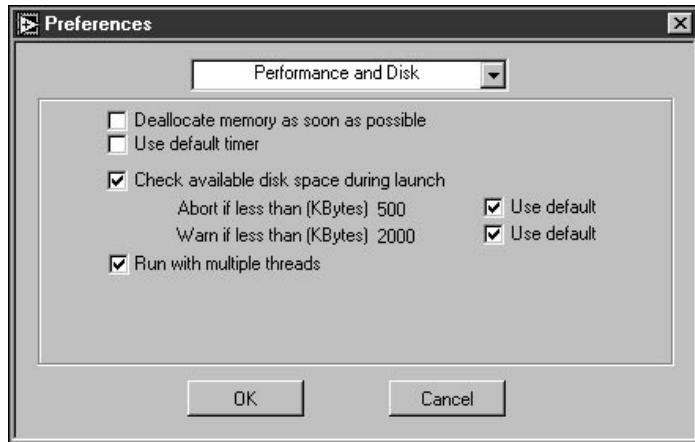 Preferences
Performance and Disk
Deallocate memory as soon as possible
Use default timer
Check available disk space during launch
Abort if less than (KBytes) 500 Use default
Warn if less than (KBytes) 2000 Use default
Run with multiple threads
OK Cancel